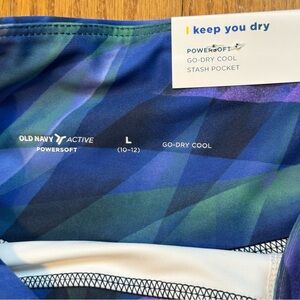 I keep you dry
POWERSOFT
GO-DRY COOL
STASH POCKET
OLD NAVY ACTIVE L GO-DRY COOL
POWERSOFT (10-12)